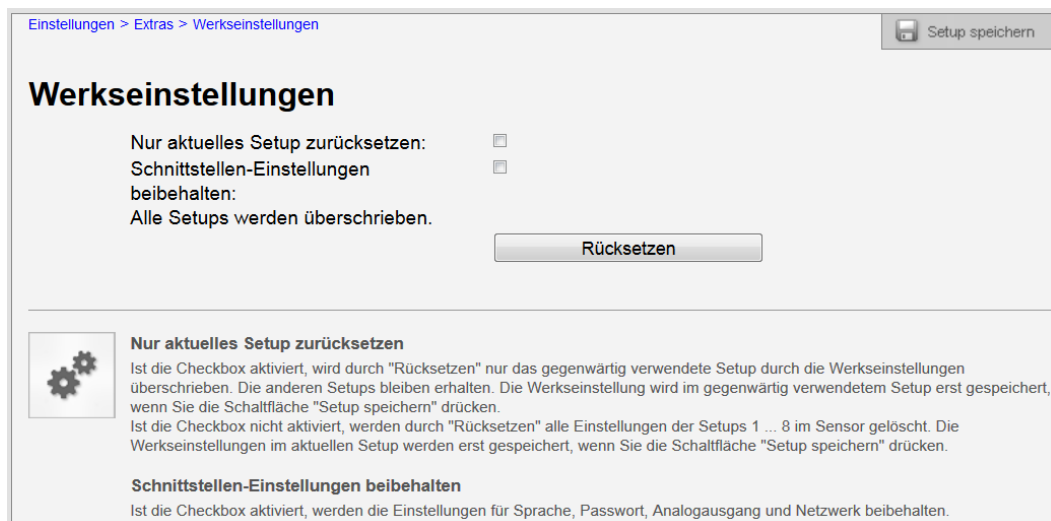 Einstellungen > Extras > Werkseinstellungen
Setup speichern
Werkseinstellungen
Nur aktuelles Setup zurücksetzen:
Schnittstellen-Einstellungen
beibehalten:
Alle Setups werden überschrieben.
Rücksetzen
Nur aktuelles Setup zurücksetzen
Ist die Checkbox aktiviert, wird durch "Rücksetzen" nur das gegenwärtig verwendete Setup durch die Werkseinstellungen
überschrieben. Die anderen Setups bleiben erhalten. Die Werkseinstellung wird im gegenwärtig verwendetem Setup erst gespeichert,
wenn Sie die Schaltfläche "Setup speichern" drücken.
Ist die Checkbox nicht aktiviert, werden durch "Rücksetzen" alle Einstellungen der Setups 1 ... 8 im Sensor gelöscht. Die
Werkseinstellungen im aktuellen Setup werden erst gespeichert, wenn Sie die Schaltfläche "Setup speichern" drücken.
Schnittstellen-Einstellungen beibehalten
Ist die Checkbox aktiviert, werden die Einstellungen für Sprache, Passwort, Analogausgang und Netzwerk beibehalten.